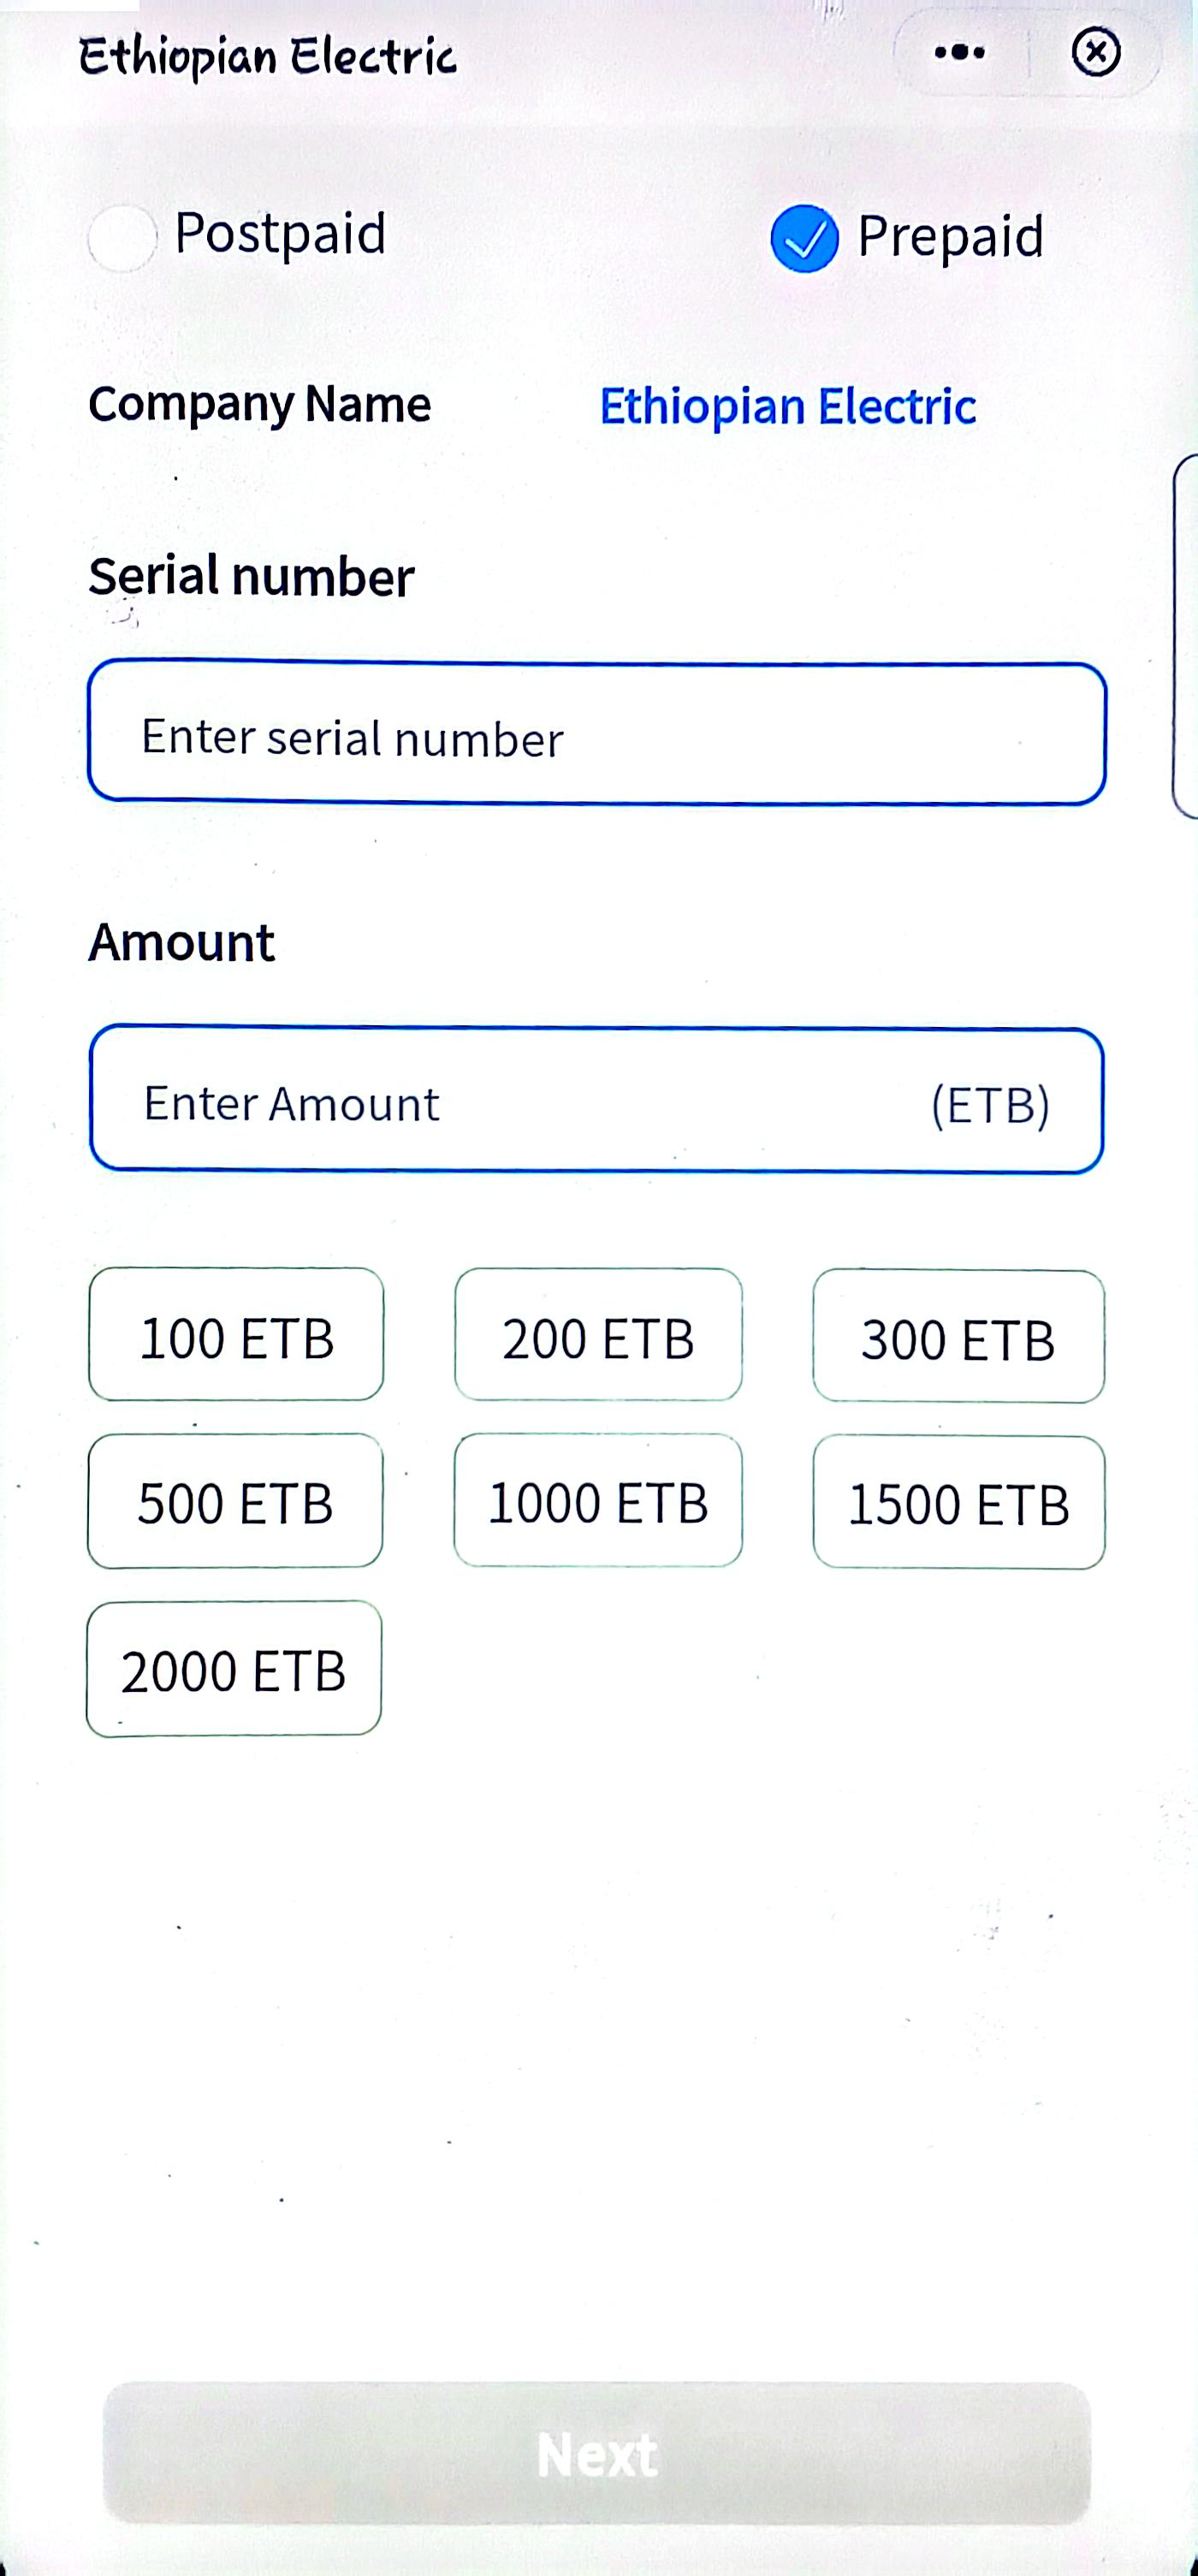 Ethiopian Electric
Postpaid Prepaid
Company Name Ethiopian Electric
Serial number
Enter serial number
Amount
Enter Amount (ETB)
100 ETB 200 ETB 300 ETB
500 ETB 1000 ETB 1500 ETB
2000 ETB
Next